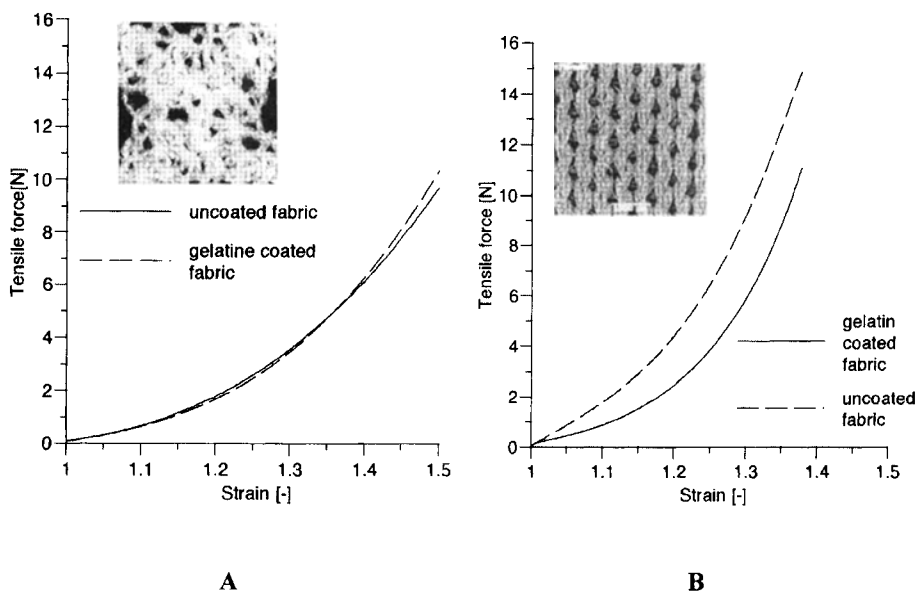 16
14
12
10
8
6
4
2
0
Tensile force[N]
uncoated fabric
gelatine coated
fabric
1
1.1
1.2
1.3
1.4
1.5
Strain [-]
A
16
14
12
10
8
6
4
2
0
Tensile force [N]
gelatin
coated
fabric
uncoated
fabric
1
1.1
1.2
1.3
1.4
1.5
Strain [-]
B